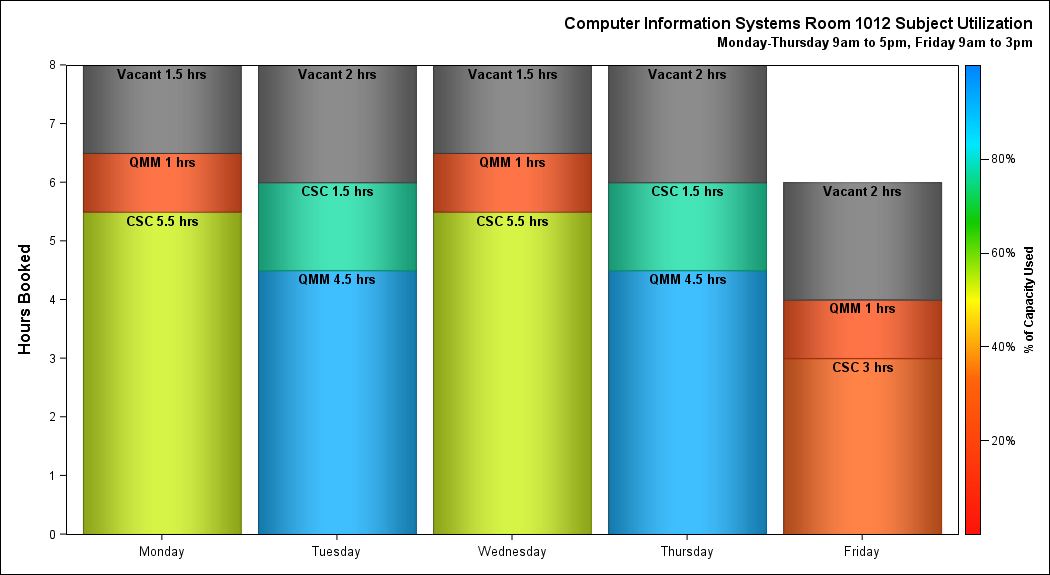 Computer Information Systems Room 1012 Subject Utilization
Monday-Thursday 9am to 5pm, Friday 9am to 3pm
Hours Booked
8
7
6
5
4
3
2
1
0
Vacant 1.5 hrs
QMM 1 hrs
CSC 5.5 hrs
Vacant 2 hrs
CSC 1.5 hrs
QMM 4.5 hrs
Vacant 1.5 hrs
QMM 1 hrs
CSC 5.5 hrs
Vacant 2 hrs
CSC 1.5 hrs
QMM 4.5 hrs
Vacant 2 hrs
QMM 1 hrs
CSC 3 hrs
Monday
Tuesday
Wednesday
Thursday
Friday
80%
60%
40%
20%
% of Capacity Used